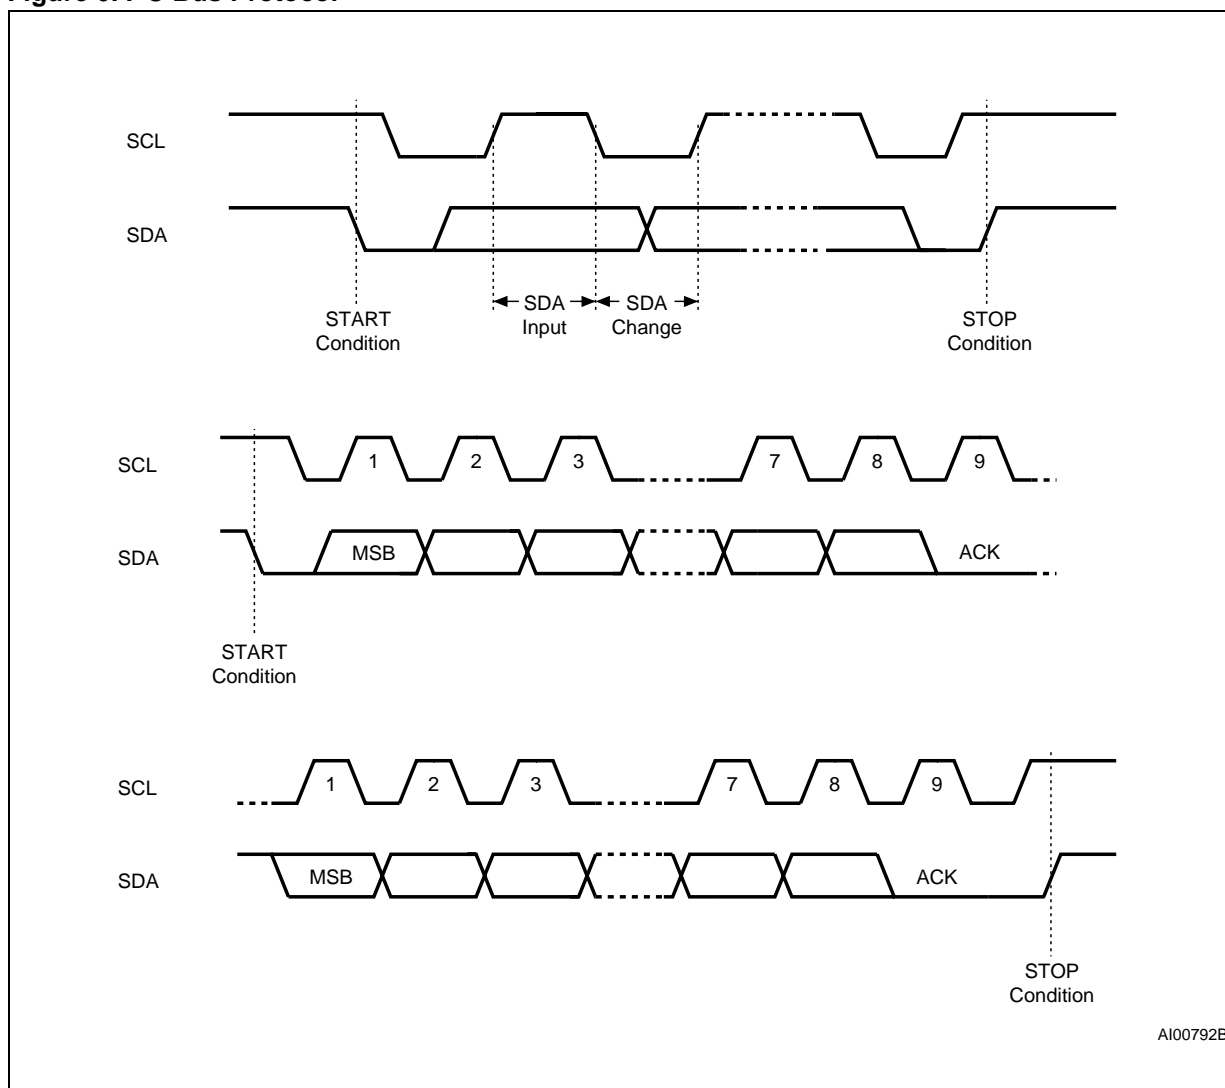 SCL
SDA
START
Condition
SDA
Input
SDA
Change
STOP
Condition
SCL
1 2 3 7 8 9
SDA
MSB ACK
START
Condition
SCL
1 2 3 7 8 9
SDA
MSB ACK
STOP
Condition
AI00792B